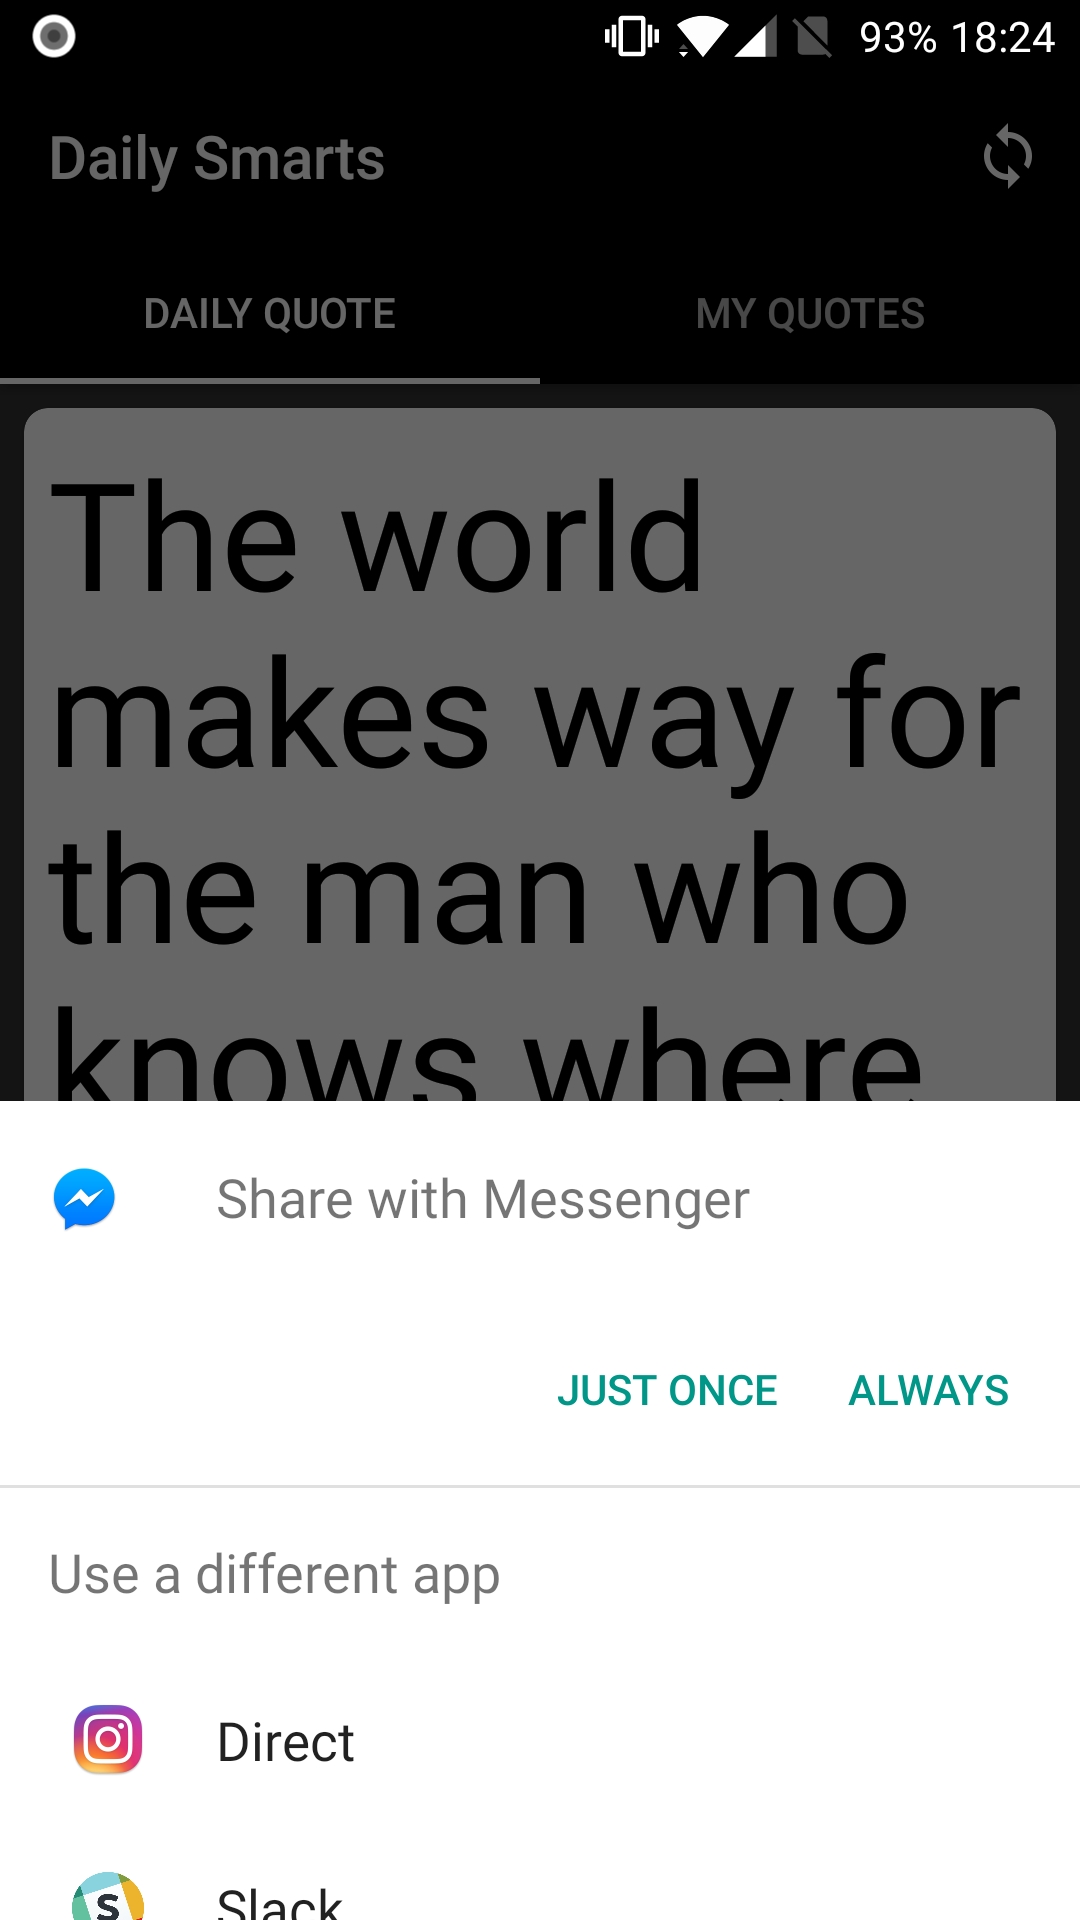 93% 18:24
Daily Smarts
DAILY QUOTE MY QUOTES
The world
makes way for
the man who
knows where
Share with Messenger
JUST ONCE ALWAYS
Use a different app
Direct
S Slack